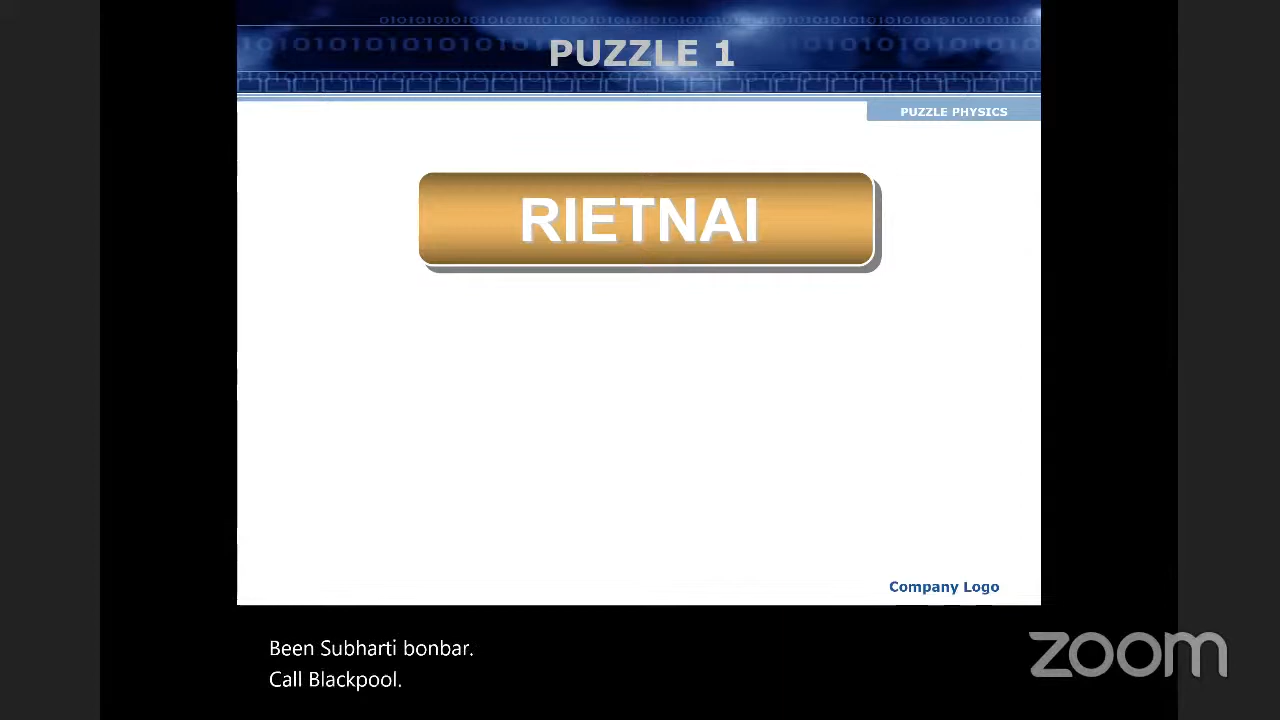 PUZZLE 1
PUZZLE PHYSICS
RIETNAI
Company Logo
Been Subharti bonbar.
Call Blackpool.
zoom